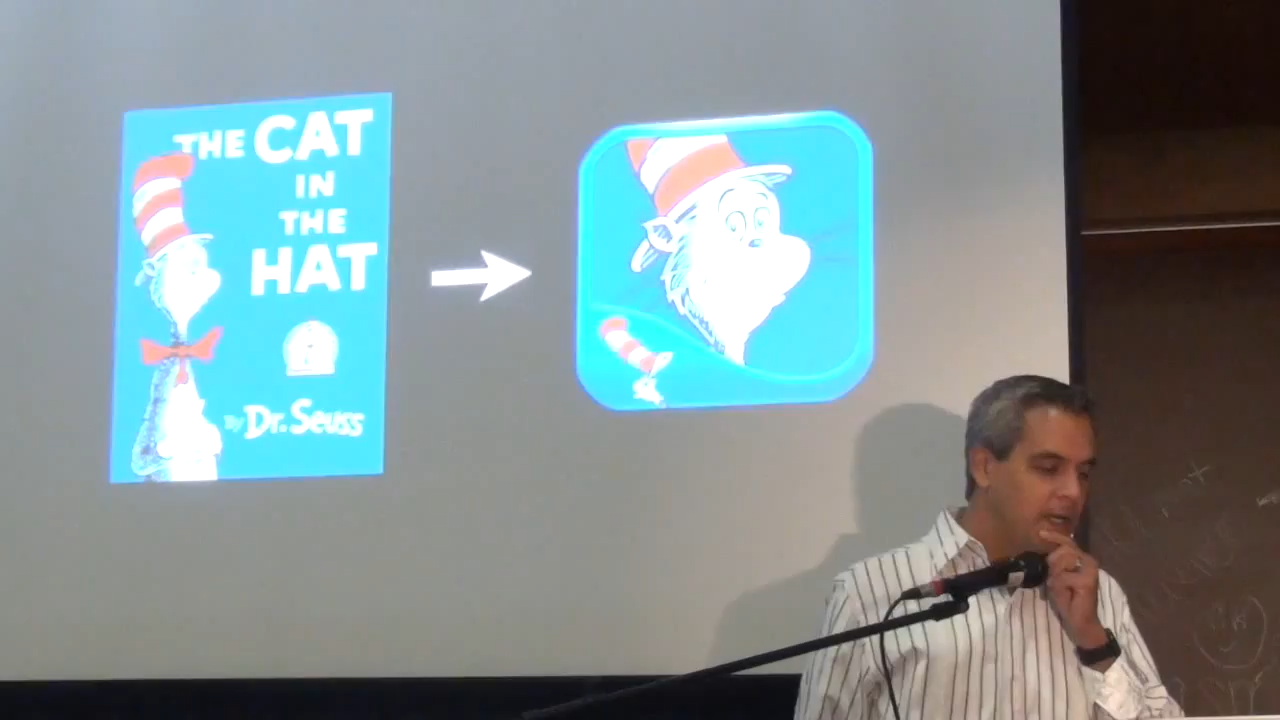 THE CAT
IN
THE
HAT
By Dr. Seuss